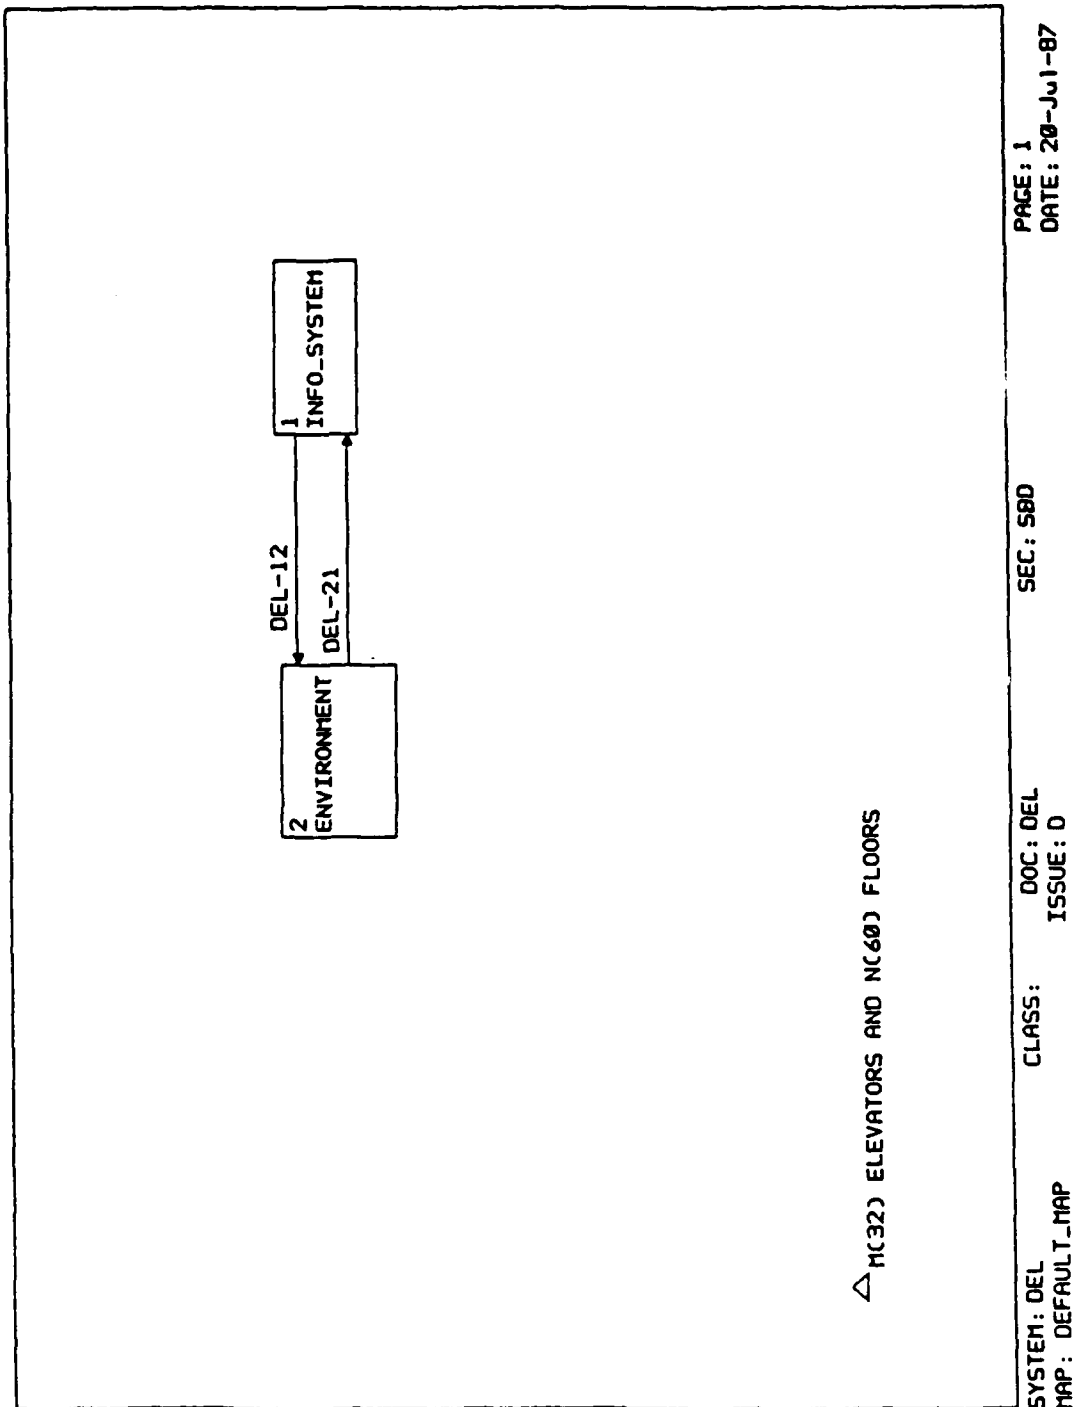 2
ENVIRONMENT
DEL-12
DEL-21
1
INFO_SYSTEM
M(32) ELEVATORS AND N(60) FLOORS
SYSTEM: DEL CLASS: DOC: DEL SEC: SBD PAGE: 1
MAP: DEFAULT_MAP ISSUE: D DATE: 20-Jul-87